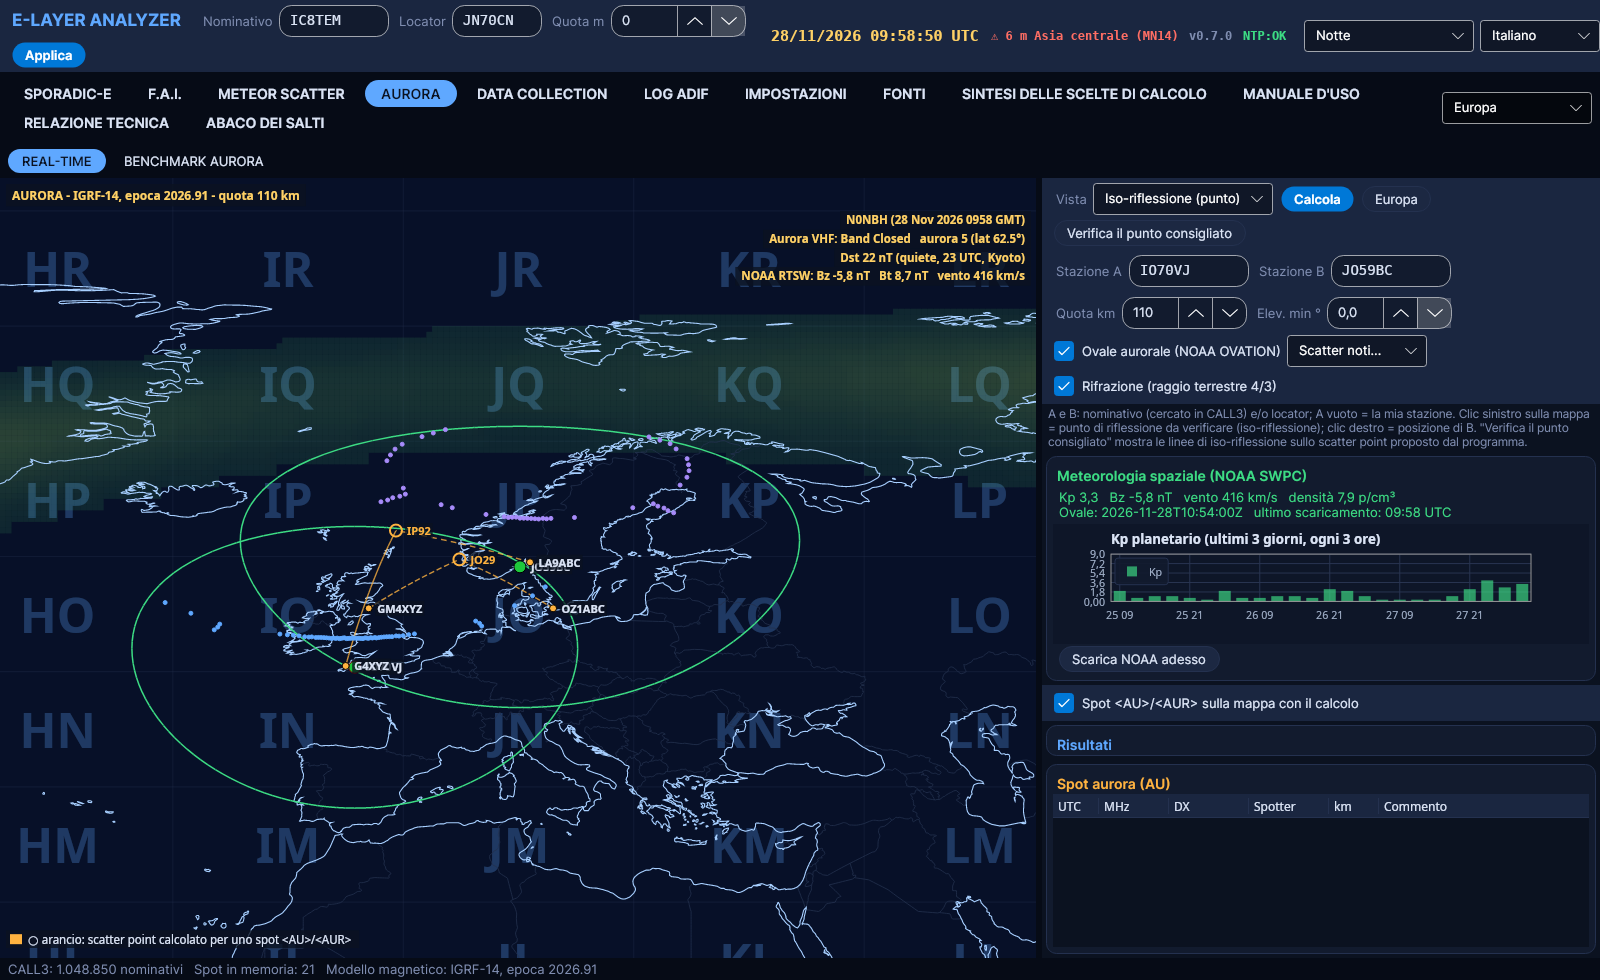 E-LAYER ANALYZER
Nominativo IC8TEM Locator JN70CN Quota m 0
Applica
28/11/2026 09:58:50 UTC ⚠ 6 m Asia centrale (MN14) v0.7.0 NTP:OK
Notte
Italiano
SPORADIC-E F.A.I. METEOR SCATTER AURORA DATA COLLECTION LOG ADIF IMPOSTAZIONI FONTI SINTESI DELLE SCELTE DI CALCOLO MANUALE D'USO
RELAZIONE TECNICA ABACO DEI SALTI
Europa
REAL-TIME BENCHMARK AURORA
AURORA - IGRF-14, epoca 2026.91 - quota 110 km
N0NBH (28 Nov 2026 0958 GMT)
Aurora VHF: Band Closed aurora 5 (lat 62.5°)
Dst 22 nT (quiete, 23 UTC, Kyoto)
NOAA RTSW: Bz -5,8 nT Bt 8,7 nT vento 416 km/s
HR IR JR
HQ IQ JQ KQ LQ
HP IP JP KP LP
IP92
JO29
LA9ABC
GM4XYZ
OZ1ABC
HO IO JO KO LO
G4XYZ VJ
HN IN JN KN LN
HM IM JM KM LM
arancio: scatter point calcolato per uno spot <AU>/<AUR>
CALL3: 1.048.850 nominativi Spot in memoria: 21 Modello magnetico: IGRF-14, epoca 2026.91
Vista Iso-riflessione (punto) Calcola Europa
Verifica il punto consigliato
Stazione A IO70VJ Stazione B JO59BC
Quota km 110 Elev. min ° 0,0
Ovale aurorale (NOAA OVATION) Scatter noti...
Rifrazione (raggio terrestre 4/3)
A e B: nominativo (cercato in CALL3) e/o locator; A vuoto = la mia stazione. Clic sinistro sulla mappa
= punto di riflessione da verificare (iso-riflessione); clic destro = posizione di B. "Verifica il punto
consigliato" mostra le linee di iso-riflessione sullo scatter point proposto dal programma.
Meteorologia spaziale (NOAA SWPC)
Kp 3,3 Bz -5,8 nT vento 416 km/s densità 7,9 p/cm³
Ovale: 2026-11-28T10:54:00Z ultimo scaricamento: 09:58 UTC
Kp planetario (ultimi 3 giorni, ogni 3 ore)
9,0
7,2
5,4
3,6
1,8
0,00
Kp
25 09 25 21 26 09 26 21 27 09 27 21
Scarica NOAA adesso
Spot <AU>/<AUR> sulla mappa con il calcolo
Risultati
Spot aurora (AU)
UTC MHz DX Spotter km Commento